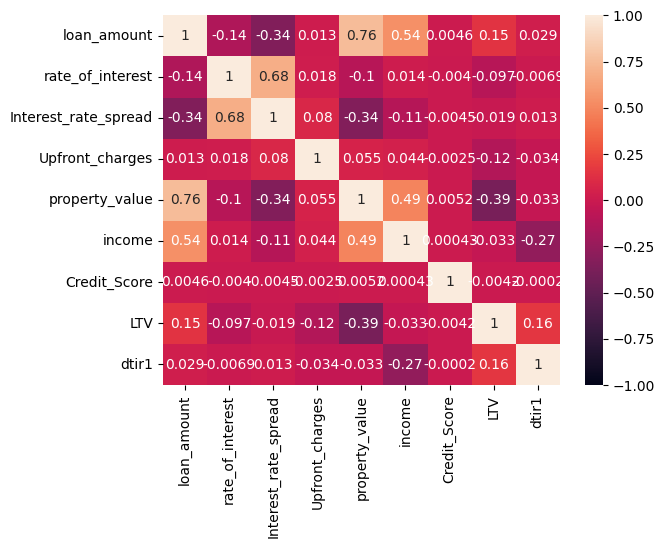 loan_amount 1 -0.14 -0.34 0.013 0.76 0.54 0.0046 0.15 0.029 1.00
rate_of_interest -0.14 1 0.68 0.018 -0.1 0.014 -0.004 -0.097 -0.0069 0.75
Interest_rate_spread -0.34 0.68 1 0.08 -0.34 -0.11 -0.0045 -0.019 0.013 0.50
Upfront_charges 0.013 0.018 0.08 1 0.055 0.044 -0.0025 -0.12 -0.034 0.25
property_value 0.76 -0.1 -0.34 0.055 1 0.49 0.0052 -0.39 -0.033 0.00
income 0.54 0.014 -0.11 0.044 0.49 1 0.00043 -0.033 -0.27 -0.25
Credit_Score 0.0046 -0.004 -0.0045 -0.0025 0.0052 0.00043 1 -0.0042 -0.0002 -0.50
LTV 0.15 -0.097 -0.019 -0.12 -0.39 -0.033 -0.0042 1 0.16 -0.75
dtir1 0.029 -0.0069 0.013 -0.034 -0.033 -0.27 -0.0002 0.16 1 -1.00
loan_amount
rate_of_interest
Interest_rate_spread
Upfront_charges
property_value
income
Credit_Score
LTV
dtir1